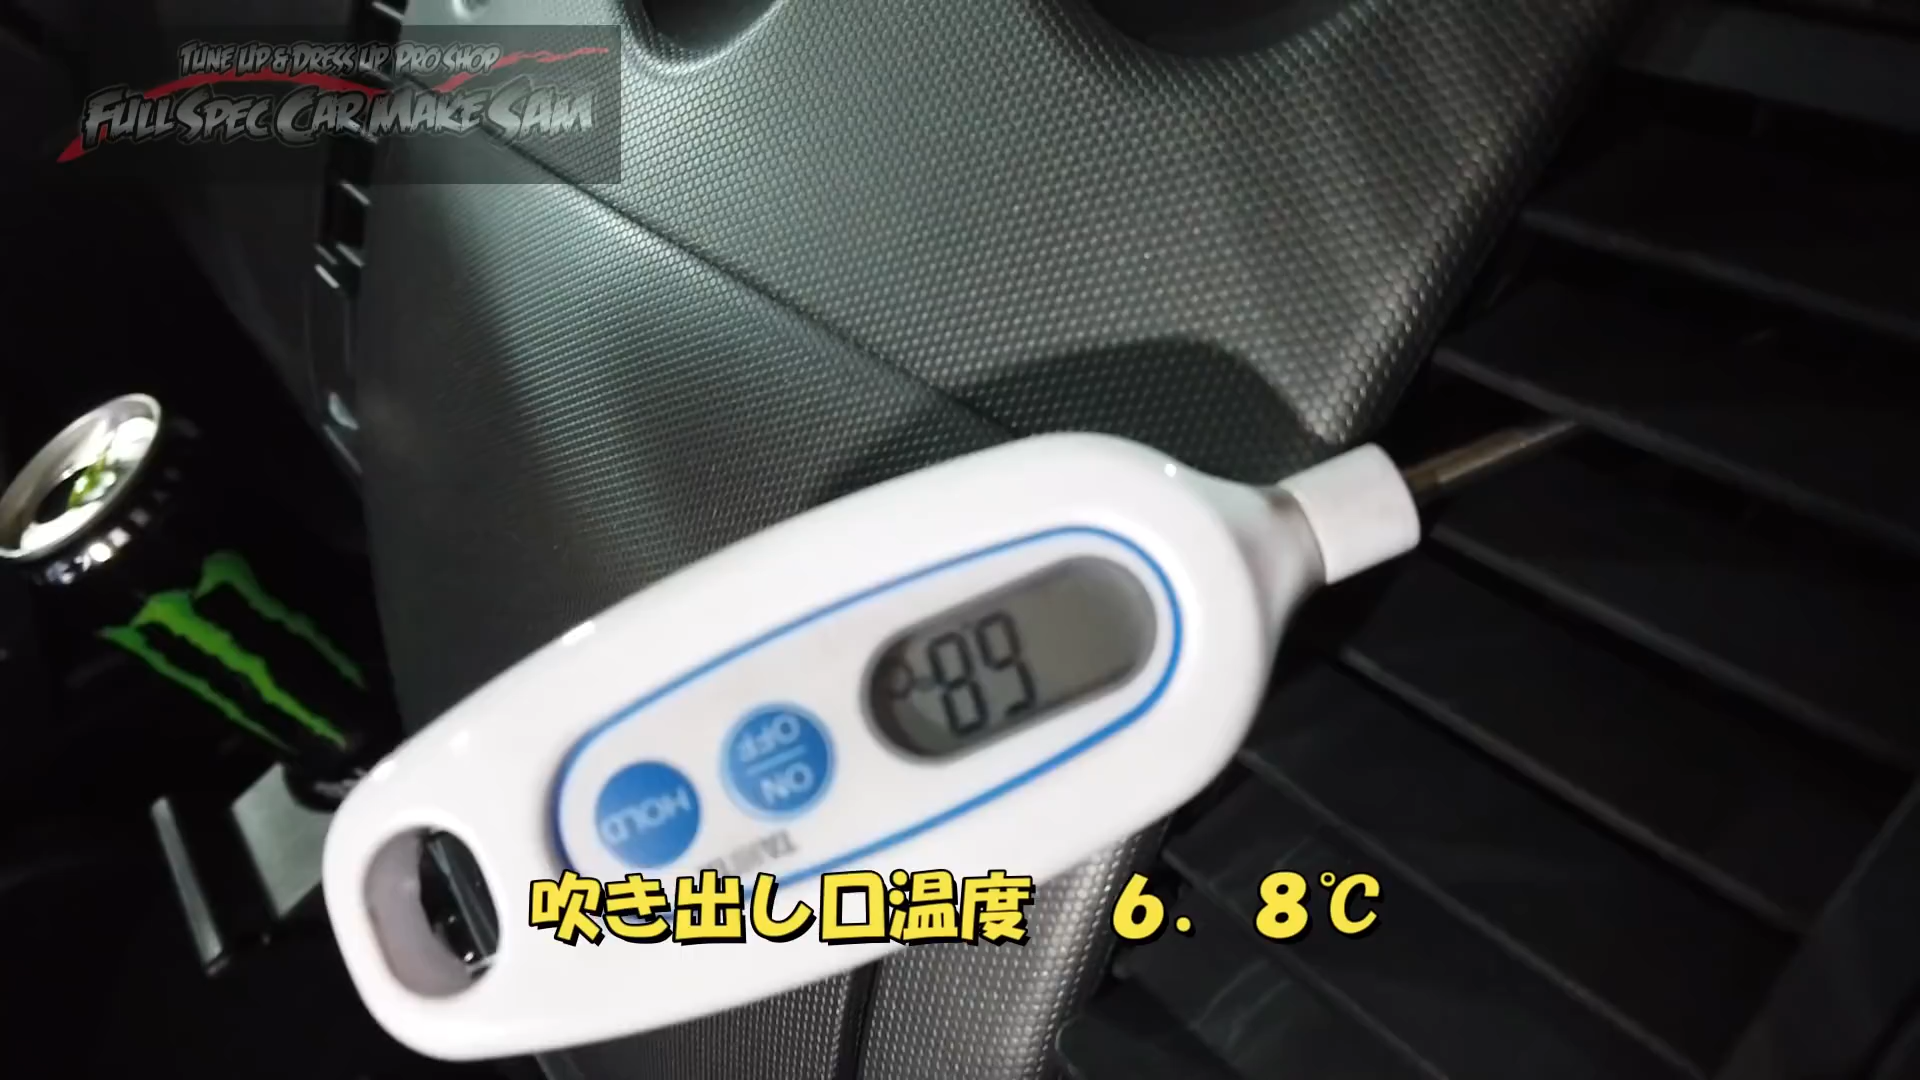 TUNE UP & DRESS UP PRO SHOP
FULL SPEC CAR MAKE SAM
6.8
OFF
ON
HOLD
吹き出し口温度　6．8℃